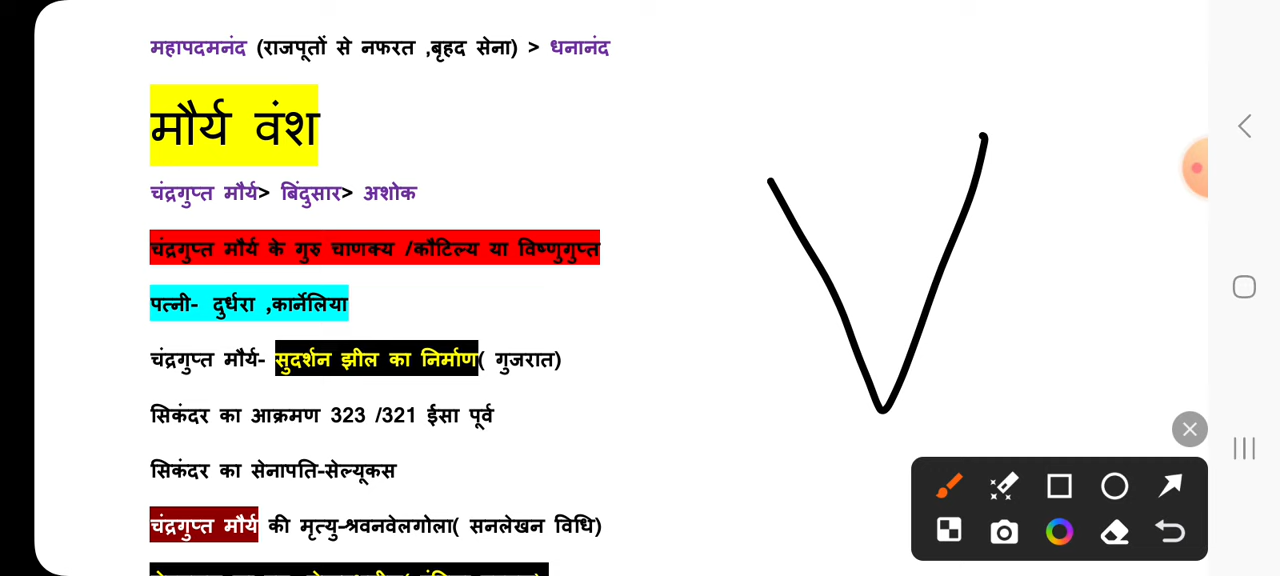 महापदमनंद (राजपूतों से नफरत ,बृहद सेना) > धनानंद
मौर्य वंश
चंद्रगुप्त मौर्य> बिंदुसार> अशोक
चंद्रगुप्त मौर्य के गुरु चाणक्य /कौटिल्य या विष्णुगुप्त
पत्नी- दुर्धरा ,कार्नेलिया
चंद्रगुप्त मौर्य- सुदर्शन झील का निर्माण( गुजरात)
सिकंदर का आक्रमण 323 /321 ईसा पूर्व
सिकंदर का सेनापति-सेल्यूकस
चंद्रगुप्त मौर्य की मृत्यु-श्रवनवेलगोला( सनलेखन विधि)